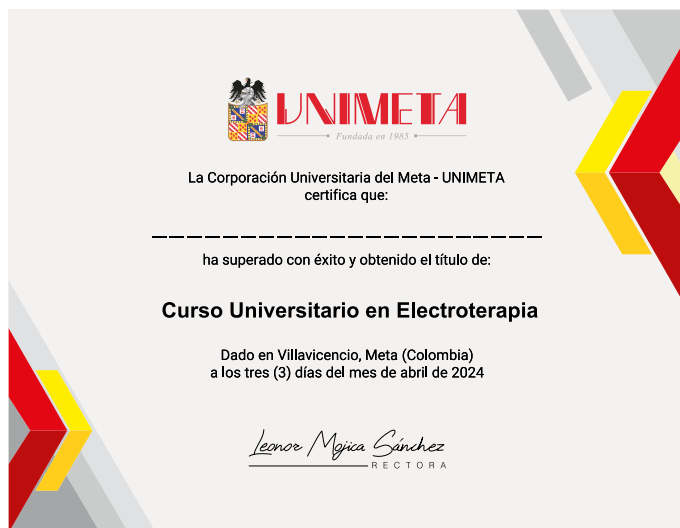 UNIMETA
Fundada en 1985
La Corporación Universitaria del Meta - UNIMETA
certifica que:
ha superado con éxito y obtenido el título de:
Curso Universitario en Electroterapia
Dado en Villavicencio, Meta (Colombia)
a los tres (3) días del mes de abril de 2024
Leonor Mojica Sánchez
RECTORA